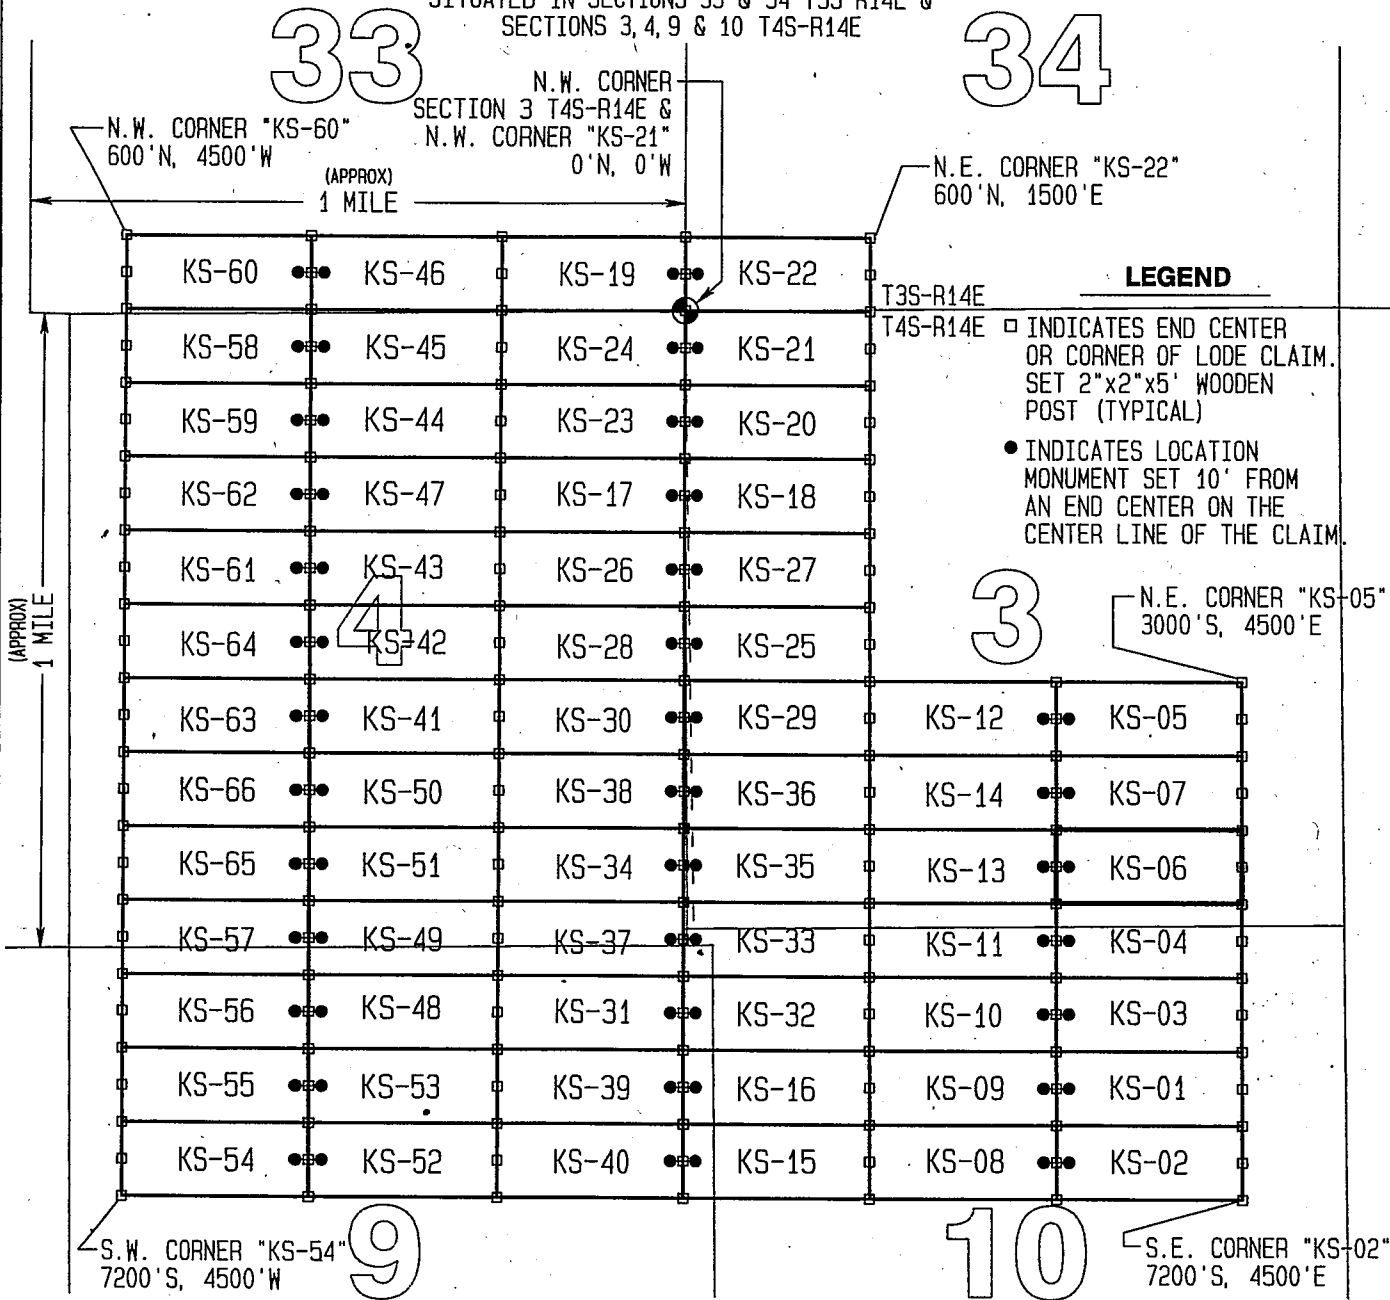 SITUATED IN SECTIONS 33 & 34 T3S-R14E &
SECTIONS 3, 4, 9 & 10 T4S-R14E
33
34
N.W. CORNER
SECTION 3 T4S-R14E &
N.W. CORNER "KS-21"
0'N, 0'W
N.W. CORNER "KS-60"
600'N, 4500'W
(APPROX)
1 MILE
N.E. CORNER "KS-22"
600'N, 1500'E
KS-60 KS-46 KS-19 KS-22
T3S-R14E
T4S-R14E
LEGEND
INDICATES END CENTER
OR CORNER OF LODE CLAIM.
SET 2"x2"x5' WOODEN
POST (TYPICAL)
INDICATES LOCATION
MONUMENT SET 10' FROM
AN END CENTER ON THE
CENTER LINE OF THE CLAIM.
KS-58 KS-45 KS-24 KS-21
KS-59 KS-44 KS-23 KS-20
KS-62 KS-47 KS-17 KS-18
KS-61 KS-43 KS-26 KS-27
(APPROX)
1 MILE
4
3
N.E. CORNER "KS-05"
3000'S, 4500'E
KS-64 KS-42 KS-28 KS-25
KS-63 KS-41 KS-30 KS-29 KS-12 KS-05
KS-66 KS-50 KS-38 KS-36 KS-14 KS-07
KS-65 KS-51 KS-34 KS-35 KS-13 KS-06
KS-57 KS-49 KS-37 KS-33 KS-11 KS-04
KS-56 KS-48 KS-31 KS-32 KS-10 KS-03
KS-55 KS-53 KS-39 KS-16 KS-09 KS-01
KS-54 KS-52 KS-40 KS-15 KS-08 KS-02
S.W. CORNER "KS-54"
7200'S, 4500'W
9
10
S.E. CORNER "KS-02"
7200'S, 4500'E